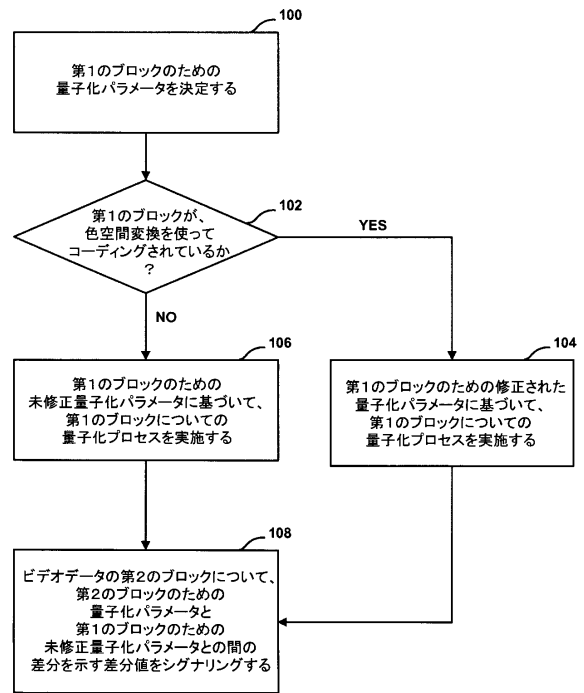 100
第1のブロックのための
量子化パラメータを決定する
102
第1のブロックが、
色空間変換を使って
コーディングされているか
？
YES
NO
106
第1のブロックのための
未修正量子化パラメータに基づいて、
第1のブロックについての
量子化プロセスを実施する
104
第1のブロックのための修正された
量子化パラメータに基づいて、
第1のブロックについての
量子化プロセスを実施する
108
ビデオデータの第2のブロックについて、
第2のブロックのための
量子化パラメータと
第1のブロックのための
未修正量子化パラメータとの間の
差分を示す差分値をシグナリングする